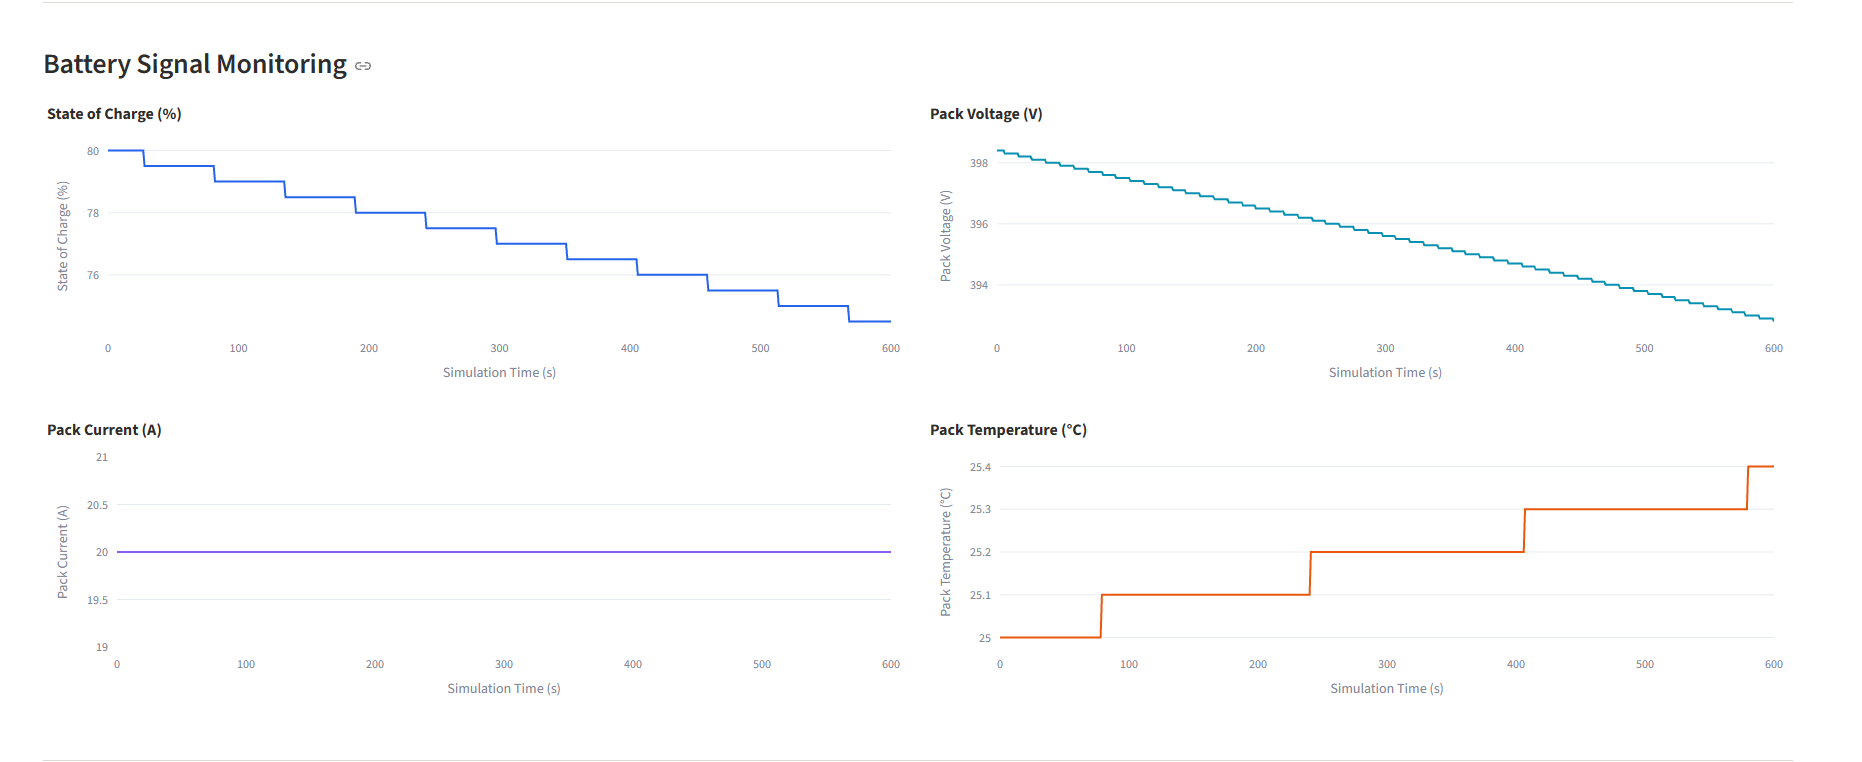 Battery Signal Monitoring
State of Charge (%)
80
78
76
State of Charge (%)
0 100 200 300 400 500 600
Simulation Time (s)
Pack Voltage (V)
398
396
394
Pack Voltage (V)
0 100 200 300 400 500 600
Simulation Time (s)
Pack Current (A)
21
20.5
20
19.5
19
Pack Current (A)
0 100 200 300 400 500 600
Simulation Time (s)
Pack Temperature (°C)
25.4
25.3
25.2
25.1
25
Pack Temperature (°C)
0 100 200 300 400 500 600
Simulation Time (s)